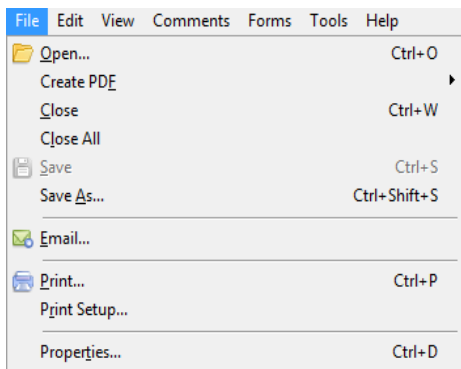 File Edit View Comments Forms Tools Help
Open... Ctrl+O
Create PDF
Close Ctrl+W
Close All
Save Ctrl+S
Save As... Ctrl+Shift+S
Email...
Print... Ctrl+P
Print Setup...
Properties... Ctrl+D